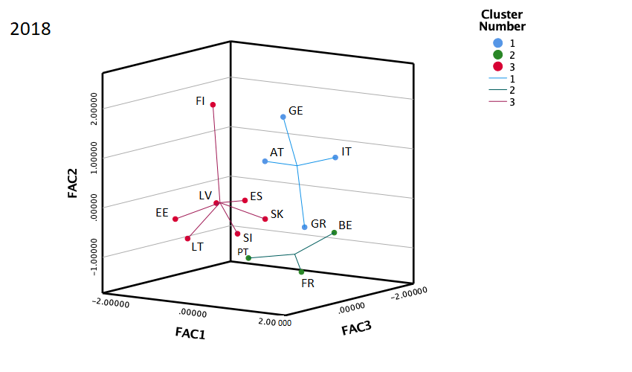 2018
Cluster
Number
1
2
3
1
2
3
FI
GE
AT
IT
LV
ES
EE
SK
GR
BE
LT
SI
PT
FR
FAC2
2.00000
1.00000
.00000
-1.00000
-2.00000
.00000
2.00000
FAC1
-2.00000
.00000
FAC3